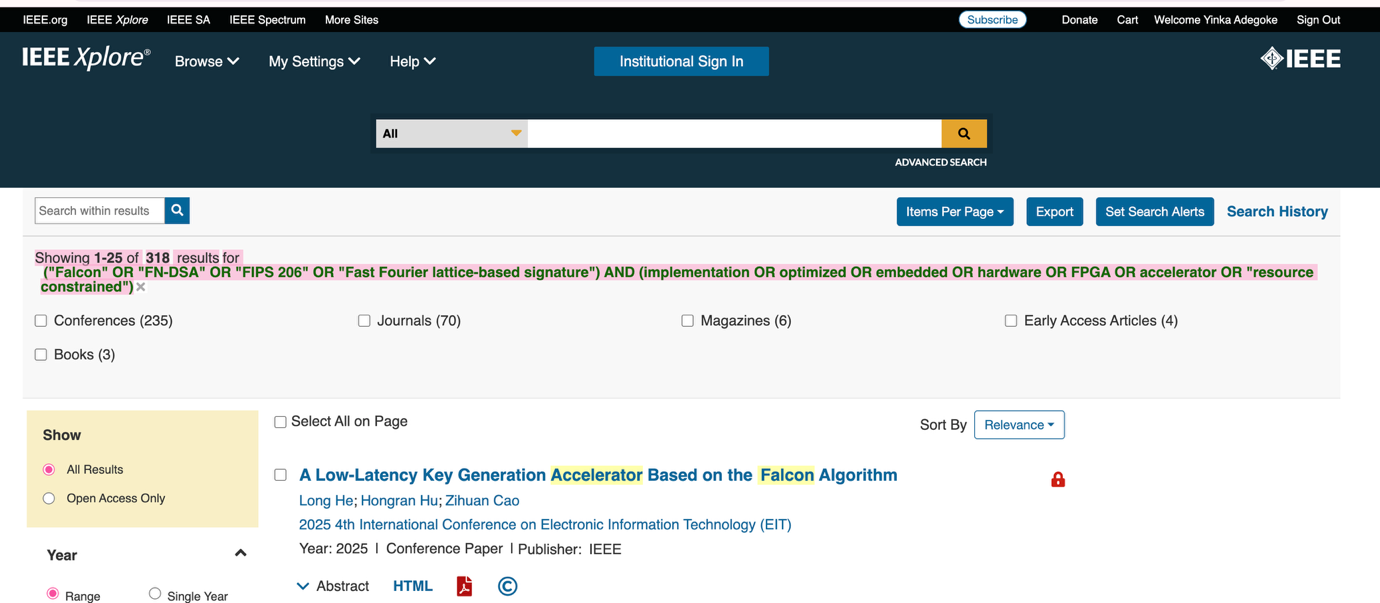 IEEE.org IEEE Xplore IEEE SA IEEE Spectrum More Sites Subscribe Donate Cart Welcome Yinka Adegoke Sign Out
IEEE Xplore® Browse My Settings Help Institutional Sign In IEEE
All
ADVANCED SEARCH
Search within results Items Per Page Export Set Search Alerts Search History
Showing 1-25 of 318 results for
("Falcon" OR "FN-DSA" OR "FIPS 206" OR "Fast Fourier lattice-based signature") AND (implementation OR optimized OR embedded OR hardware OR FPGA OR accelerator OR "resource
constrained") ×
Conferences (235) Journals (70) Magazines (6) Early Access Articles (4)
Books (3)
Show
All Results
Open Access Only
Year
Range Single Year
Select All on Page Sort By Relevance
A Low-Latency Key Generation Accelerator Based on the Falcon Algorithm
Long He; Hongran Hu; Zihuan Cao
2025 4th International Conference on Electronic Information Technology (EIT)
Year: 2025 | Conference Paper | Publisher: IEEE
Abstract HTML ©